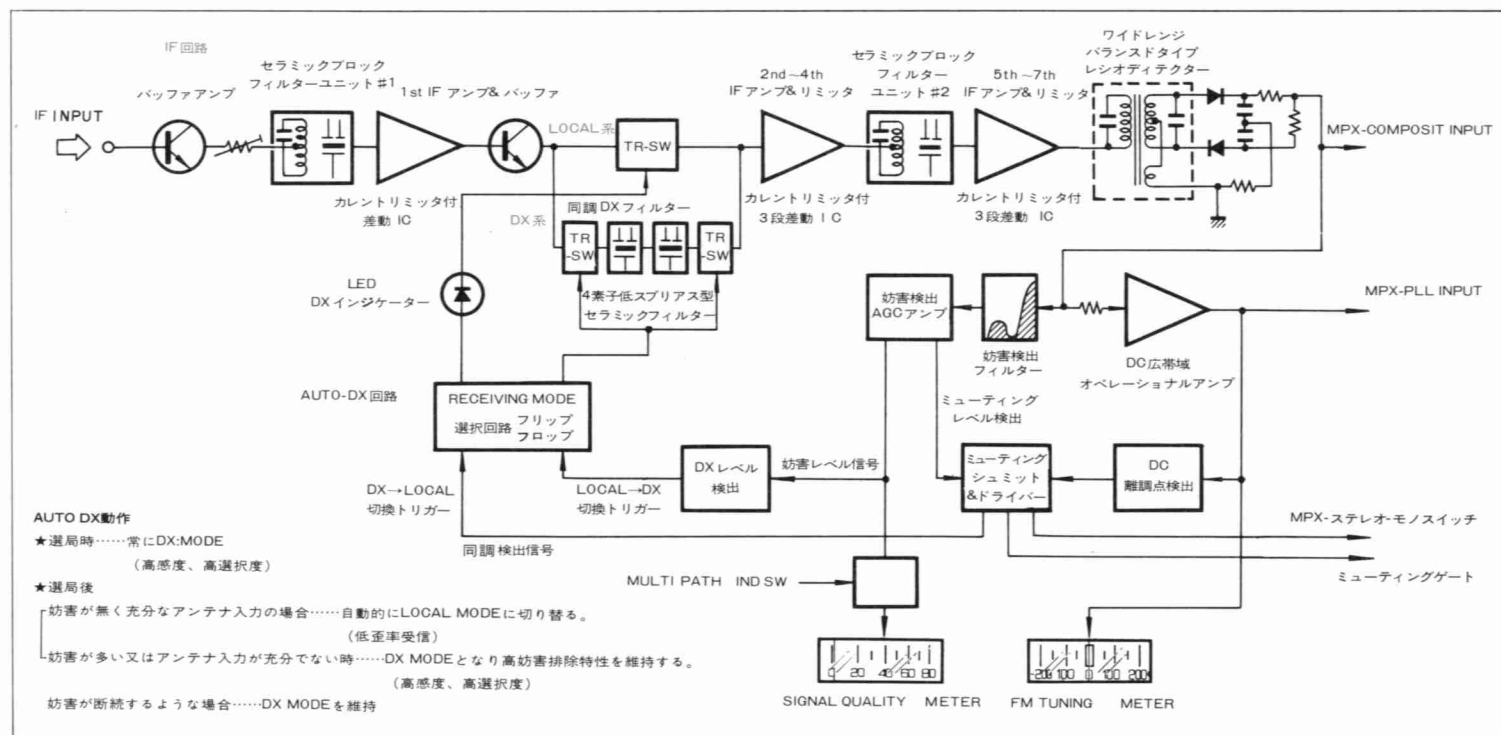 IF回路
バッファアンプ
セラミックブロック
フィルターユニット#1
1st IF アンプ& バッファ
LOCAL系
2nd~4th
IFアンプ&リミッタ
セラミックブロック
フィルター
ユニット#2
5th~7th
IFアンプ&リミッタ
ワイドレンジ
バランスドタイプ
レシオディテクター
IF INPUT
TR-SW
MPX-COMPOSIT INPUT
カレントリミッタ付
差動 IC
同調DXフィルター
DX系
TR
-SW
TR
-SW
カレントリミッタ付
3段差動 IC
カレントリミッタ付
3段差動 IC
LED
DXインジケーター
4素子低スプリアス型
セラミックフィルター
妨害検出
AGCアンプ
妨害検出
フィルター
DC広帯域
オペレーショナルアンプ
MPX-PLL INPUT
AUTO-DX回路
RECEIVING MODE
選択回路 フリップ
フロップ
ミューティング
レベル検出
DX→LOCAL
切換トリガー
LOCAL→DX
切換トリガー
DXレベル
検出
妨害レベル信号
ミューティング
シュミット
&ドライバー
DC
離調点検出
同調検出信号
MPX-ステレオ-モノスイッチ
ミューティングゲート
MULTI PATH IND SW
AUTO DX動作
★選局時……常にDX:MODE
(高感度、高選択度)
★選局後
妨害が無く充分なアンテナ入力の場合……自動的にLOCAL MODEに切り替る。
(低歪率受信)
妨害が多い又はアンテナ入力が充分でない時……DX MODEとなり高妨害排除特性を維持する。
(高感度、高選択度)
妨害が断続するような場合……DX MODEを維持
0 20 40 60 80
SIGNAL QUALITY METER
100 0 100
FM TUNING METER